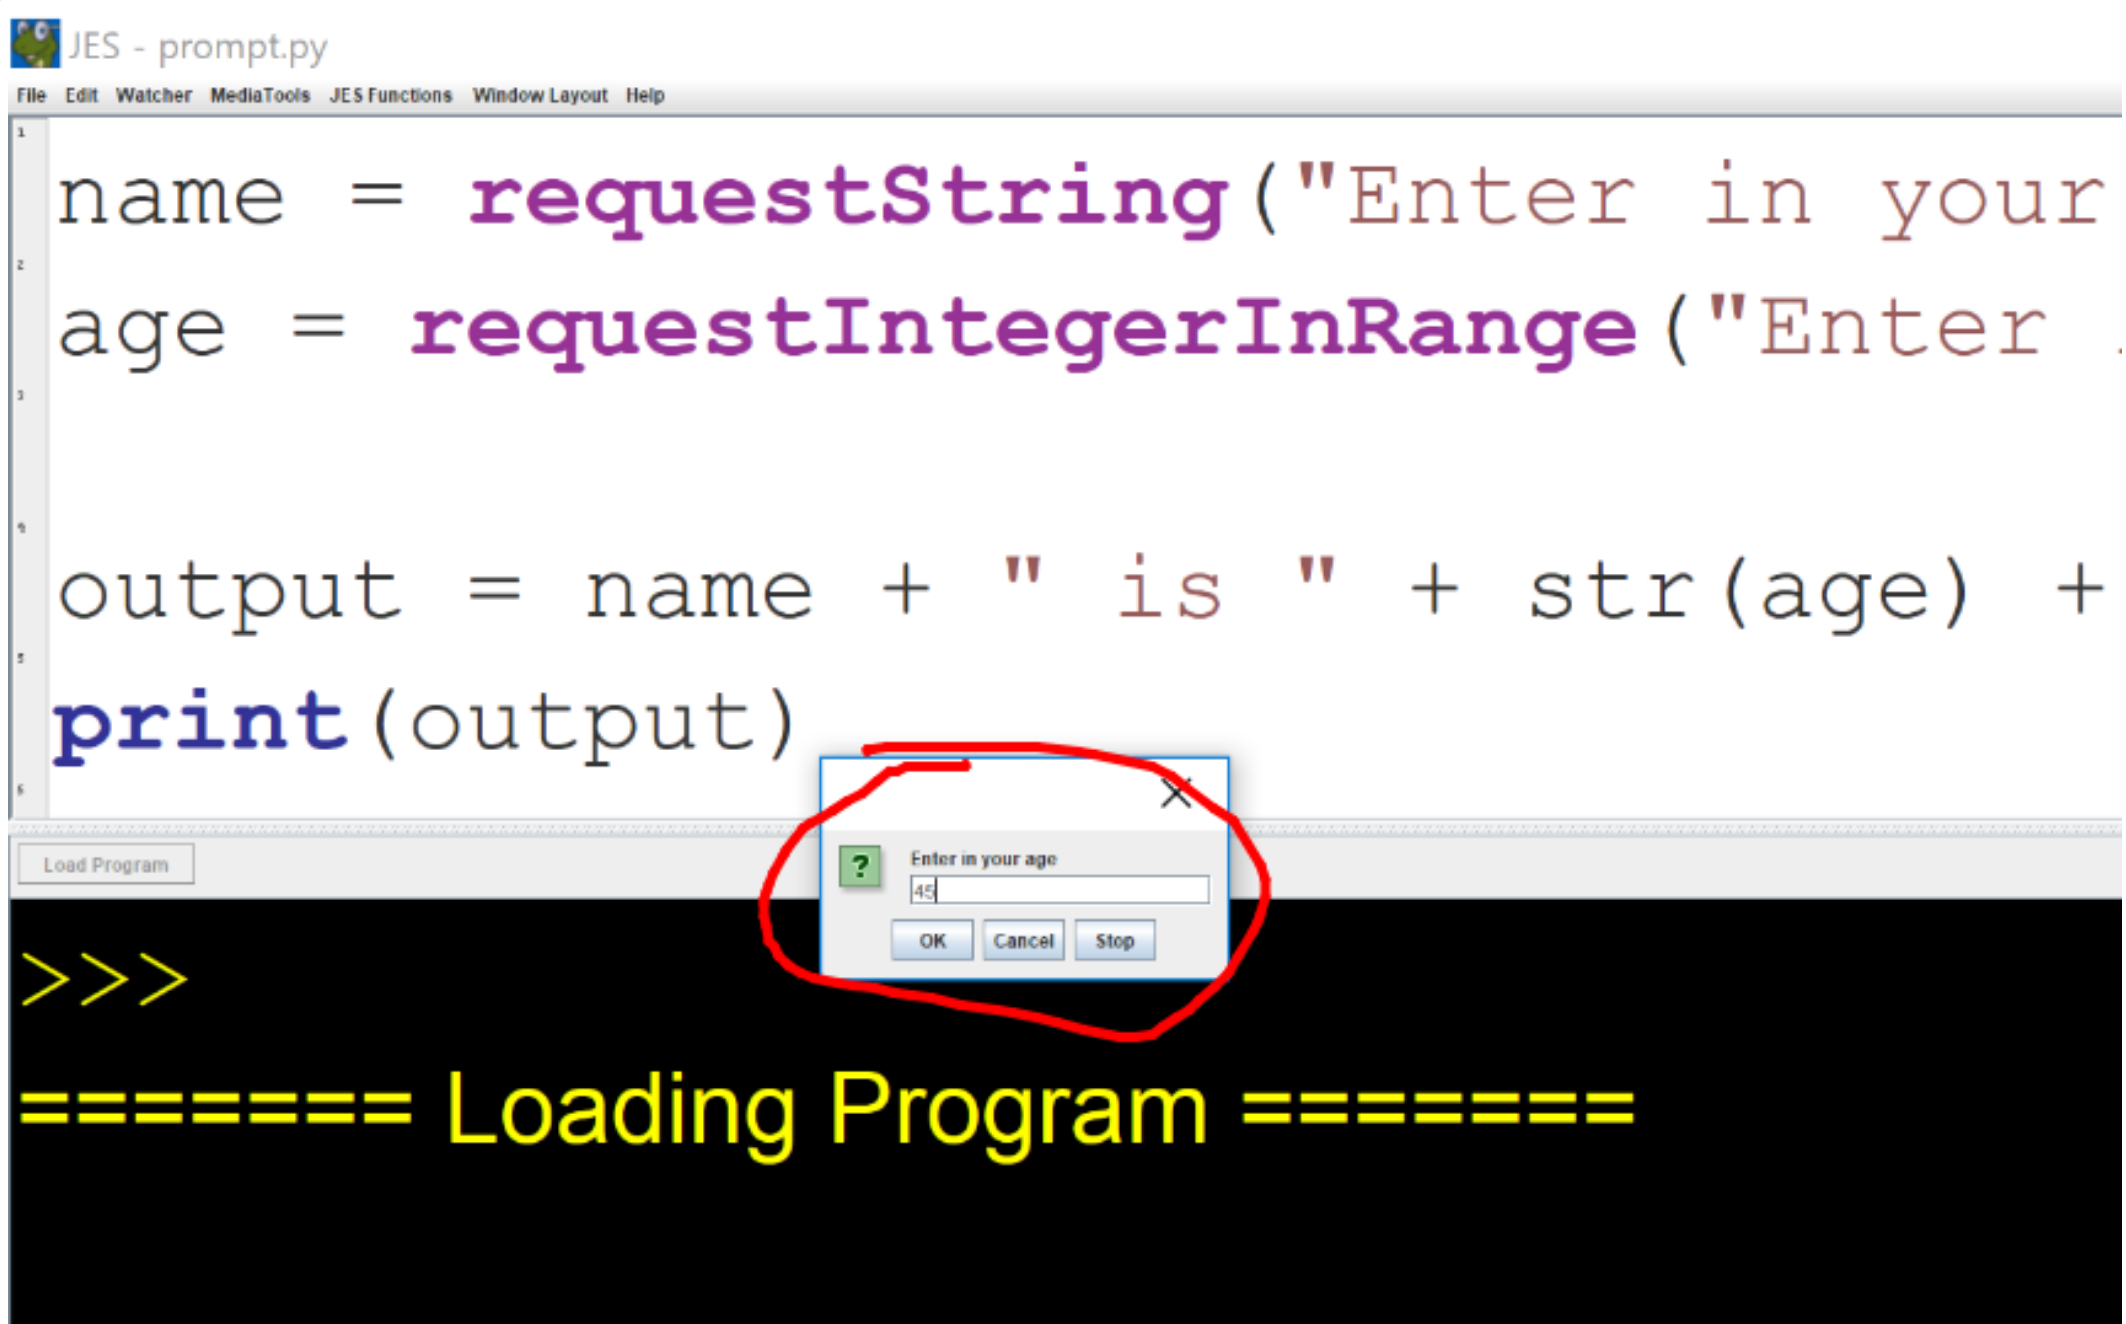 JES - prompt.py
File Edit Watcher MediaTools JES Functions Window Layout Help
1
name = requestString("Enter in your
2
age = requestIntegerInRange("Enter
3
4
output = name + " is " + str(age) +
5
print(output)
6
Load Program
Enter in your age
45
OK Cancel Stop
>>>
======= Loading Program =======